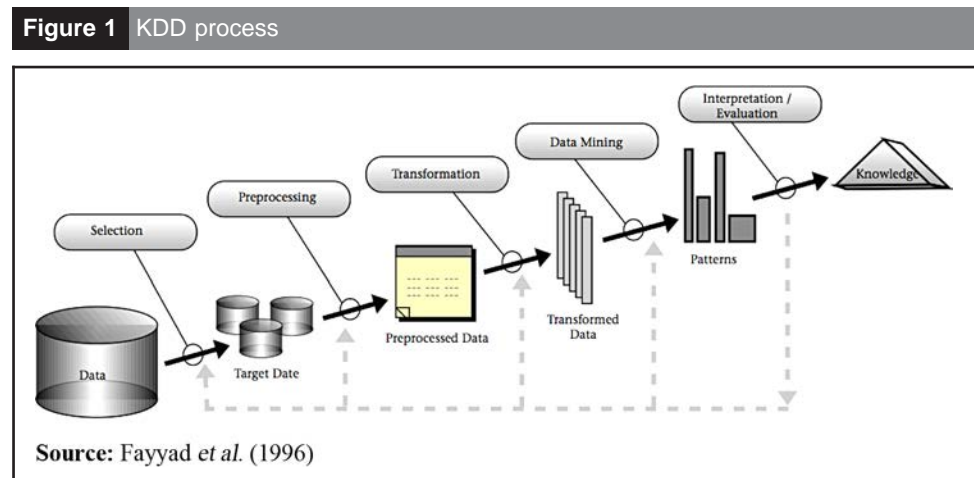 Figure 1 KDD process
Interpretation /
Evaluation
Data Mining
Transformation
Preprocessing
Selection
Knowledge
Patterns
Transformed
Data
Preprocessed Data
Target Date
Data
Source: Fayyad et al. (1996)